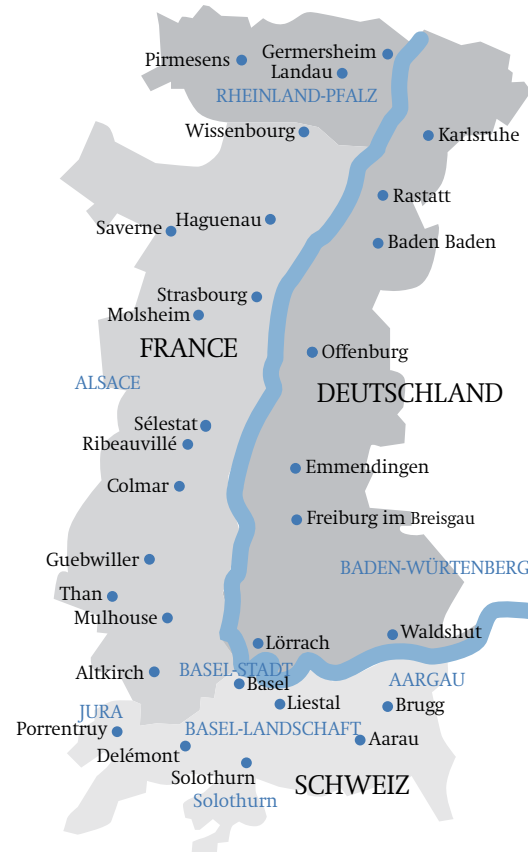 Germersheim
Pirmesens
Landau
RHEINLAND-PFALZ
Wissenbourg
Karlsruhe
Rastatt
Haguenau
Saverne
Baden Baden
Strasbourg
Molsheim
FRANCE
Offenburg
ALSACE
DEUTSCHLAND
Sélestat
Ribeauvillé
Emmendingen
Colmar
Freiburg im Breisgau
Guebwiller
BADEN-WÜRTENBERG
Than
Mulhouse
Waldshut
Lörrach
Altkirch
BASEL-STADT
AARGAU
Basel
Liestal
Brugg
JURA
Porrentruy
BASEL-LANDSCHAFT
Aarau
Delémont
Solothurn
SCHWEIZ
Solothurn